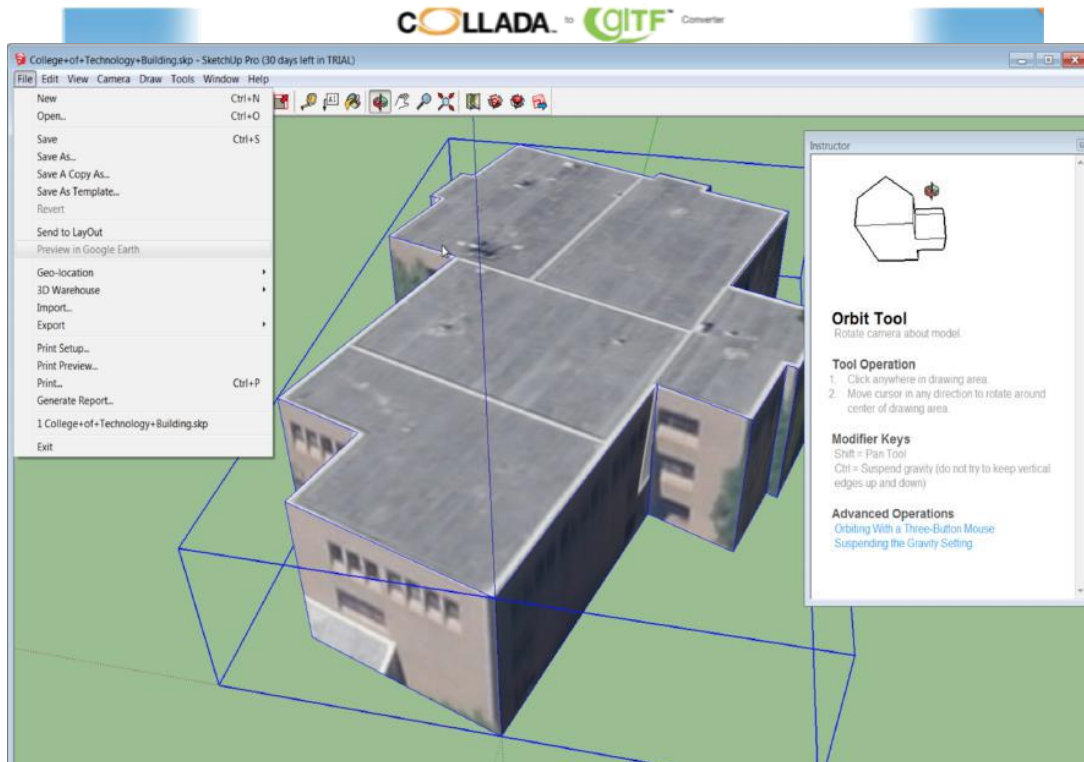 COLLADA™ to glTF™ Converter
College+of+Technology+Building.skp - SketchUp Pro (30 days left in TRIAL)
File Edit View Camera Draw Tools Window Help
New Ctrl+N
Open... Ctrl+O
Save Ctrl+S
Save As...
Save A Copy As...
Save As Template...
Revert
Send to LayOut
Preview in Google Earth
Geo-location
3D Warehouse
Import...
Export
Print Setup...
Print Preview...
Print... Ctrl+P
Generate Report...
1 College+of+Technology+Building.skp
Exit
Instructor
Orbit Tool
Rotate camera about model.
Tool Operation
1. Click anywhere in drawing area.
2. Move cursor in any direction to rotate around
center of drawing area.
Modifier Keys
Shift = Pan Tool
Ctrl = Suspend gravity (do not try to keep vertical
edges up and down)
Advanced Operations
Orbiting With a Three-Button Mouse
Suspending the Gravity Setting